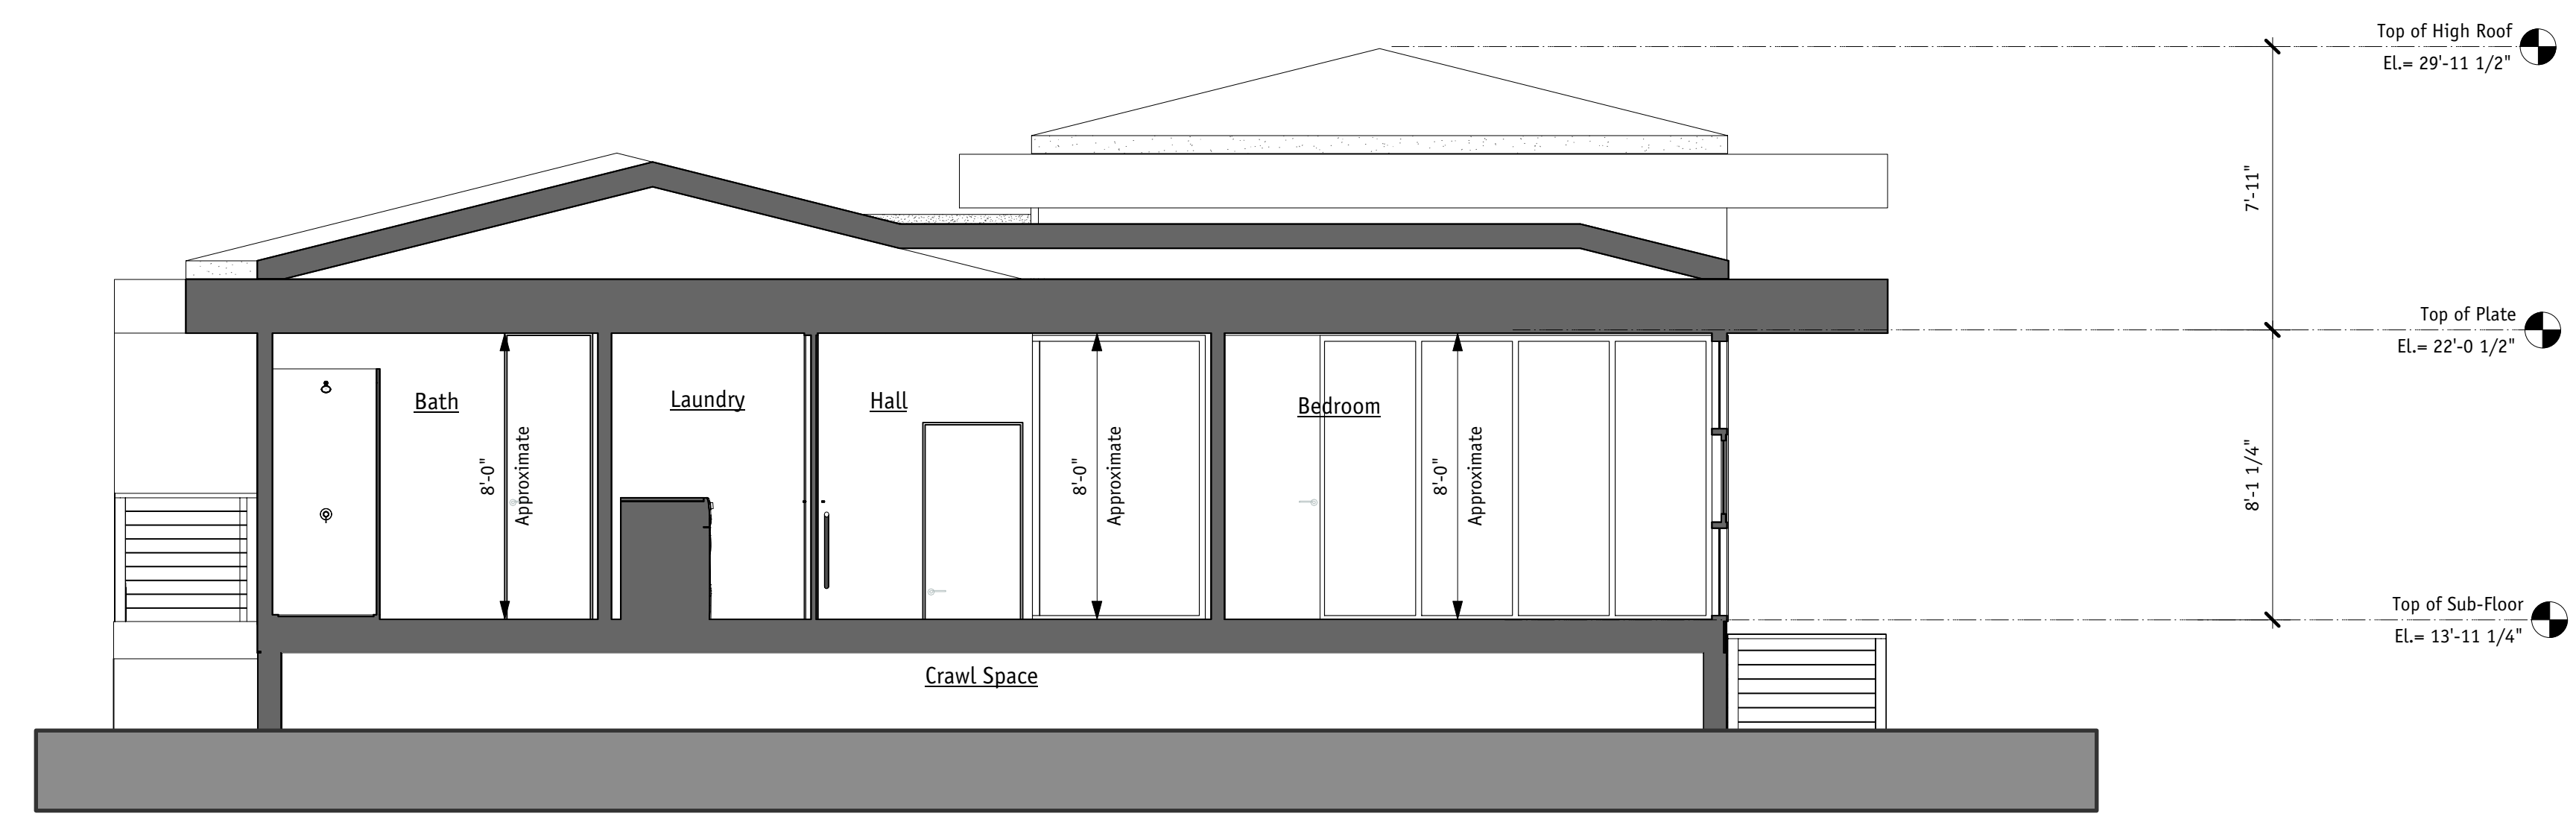 Top of High Roof
El.= 29'-11 1/2"
7'-11"
Top of Plate
El.= 22'-0 1/2"
Bath
Laundry
Hall
Bedroom
8'-0"
Approximate
8'-0"
Approximate
8'-0"
Approximate
8'-1 1/4"
Top of Sub-Floor
El.= 13'-11 1/4"
Crawl Space